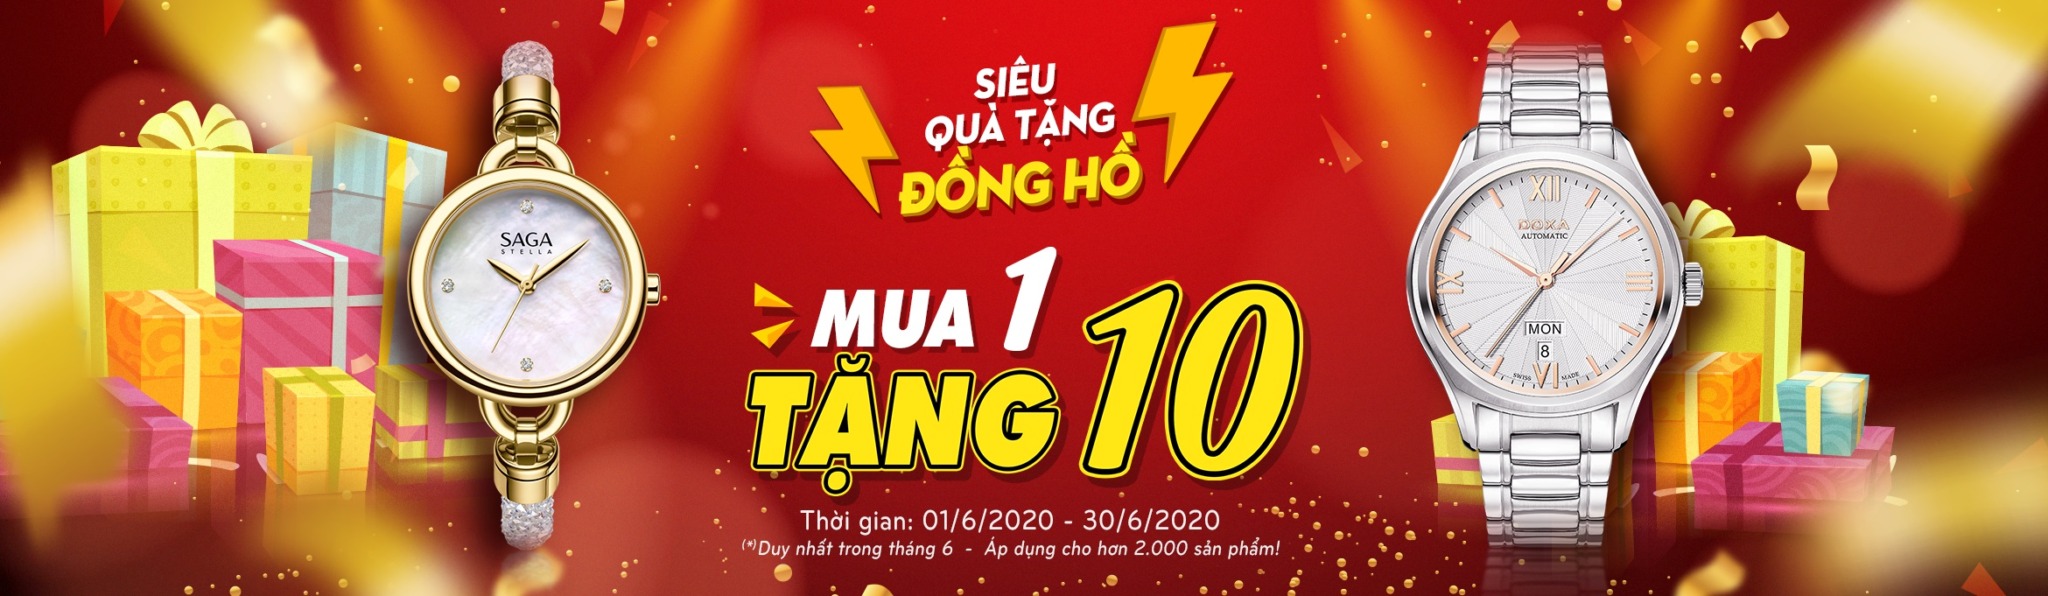 SIÊU
QUÀ TẶNG
ĐỒNG HỒ
MUA 1
TẶNG 10
Thời gian: 01/6/2020 - 30/6/2020
(*)Duy nhất trong tháng 6 - Áp dụng cho hơn 2.000 sản phẩm!
SAGA
STELLA
XII
DOXA
AUTOMATIC
MON
8
VI
SWISS MADE